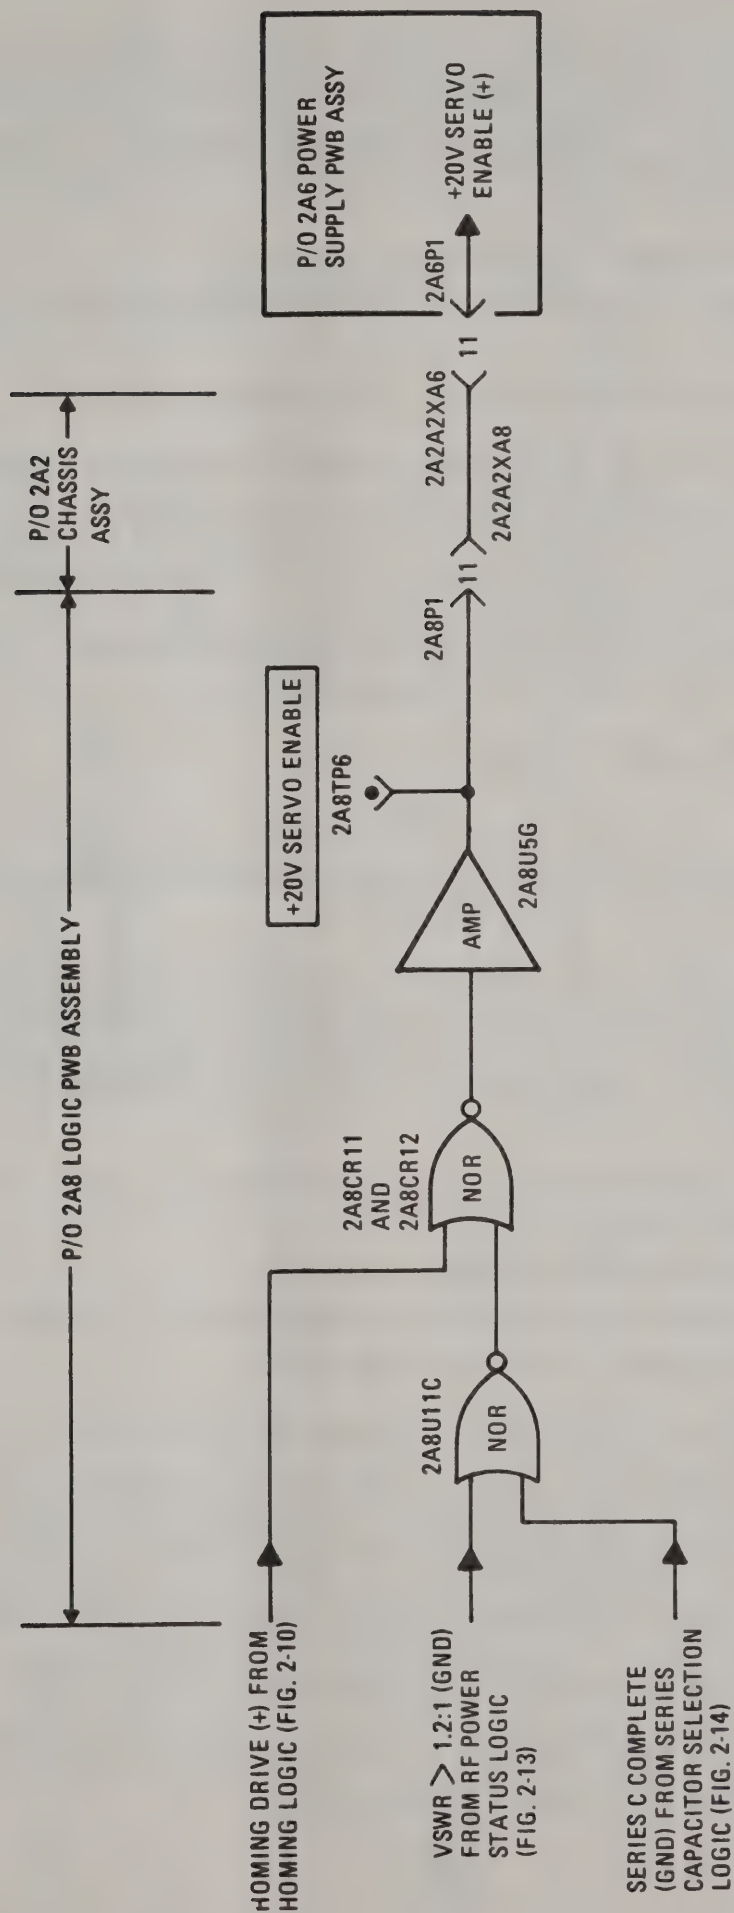 P/O 2A8 LOGIC PWB ASSEMBLY
P/O 2A2
CHASSIS
ASSY
HOMING DRIVE (+) FROM
HOMING LOGIC (FIG. 2-10)
VSWR > 1.2:1 (GND)
FROM RF POWER
STATUS LOGIC
(FIG. 2-13)
SERIES C COMPLETE
(GND) FROM SERIES
CAPACITOR SELECTION
LOGIC (FIG. 2-14)
2A8U11C
NOR
2A8CR11
AND
2A8CR12
NOR
AMP
2A8U5G
+20V SERVO ENABLE
2A8TP6
2A8P1
11
2A2A2XA8
2A2A2XA6
11
2A6P1
P/O 2A6 POWER
SUPPLY PWB ASSY
+20V SERVO
ENABLE (+)